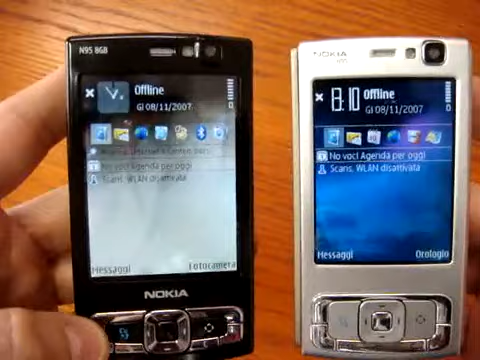 N95 8GB
Offline
GI 08/11/2007
No voci Agenda per oggi
Scans. WLAN disattivata
Messaggi
Fotocamera
NOKIA
NOKIA
8:10
Offline
GI 08/11/2007
No voci Agenda per oggi
Scans. WLAN disattivata
Messaggi
Orologio